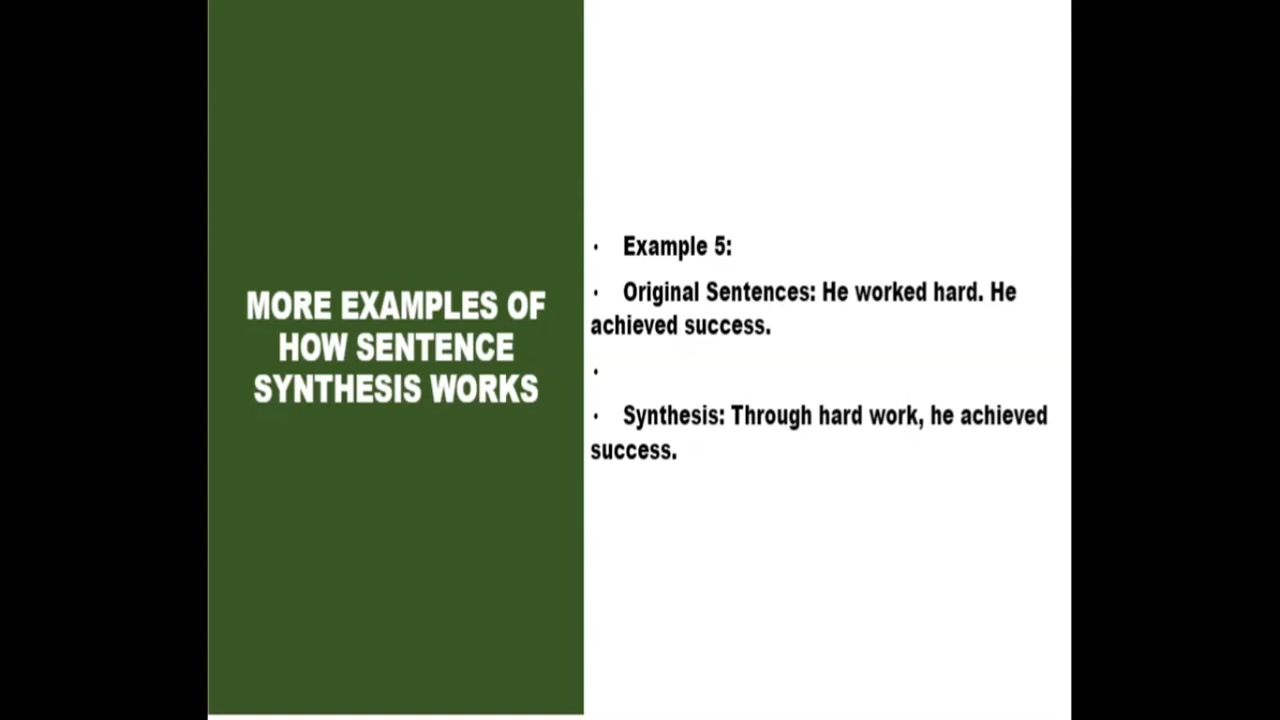 MORE EXAMPLES OF
HOW SENTENCE
SYNTHESIS WORKS
• Example 5:
• Original Sentences: He worked hard. He
achieved success.
•
• Synthesis: Through hard work, he achieved
success.